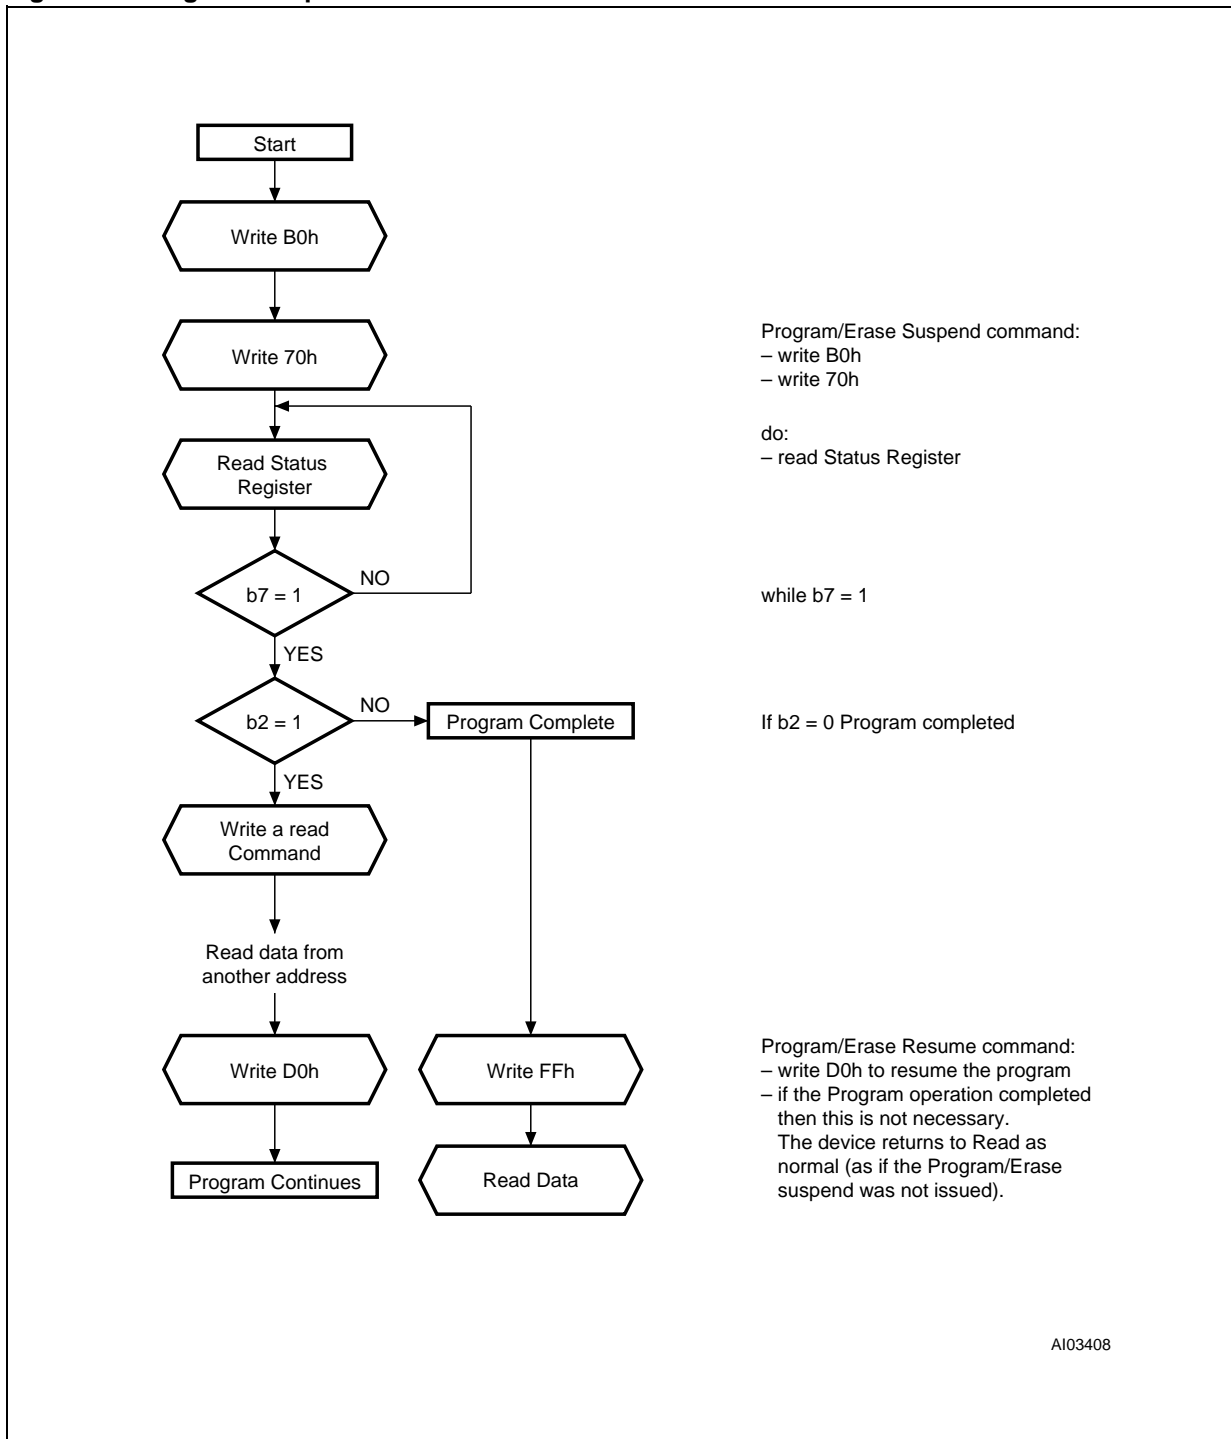 Start
Write B0h
Write 70h
Program/Erase Suspend command:
– write B0h
– write 70h
do:
– read Status Register
Read Status
Register
NO
b7 = 1
while b7 = 1
YES
NO
b2 = 1
Program Complete
If b2 = 0 Program completed
YES
Write a read
Command
Read data from
another address
Write D0h
Write FFh
Program/Erase Resume command:
– write D0h to resume the program
– if the Program operation completed
then this is not necessary.
The device returns to Read as
normal (as if the Program/Erase
suspend was not issued).
Program Continues
Read Data
AI03408